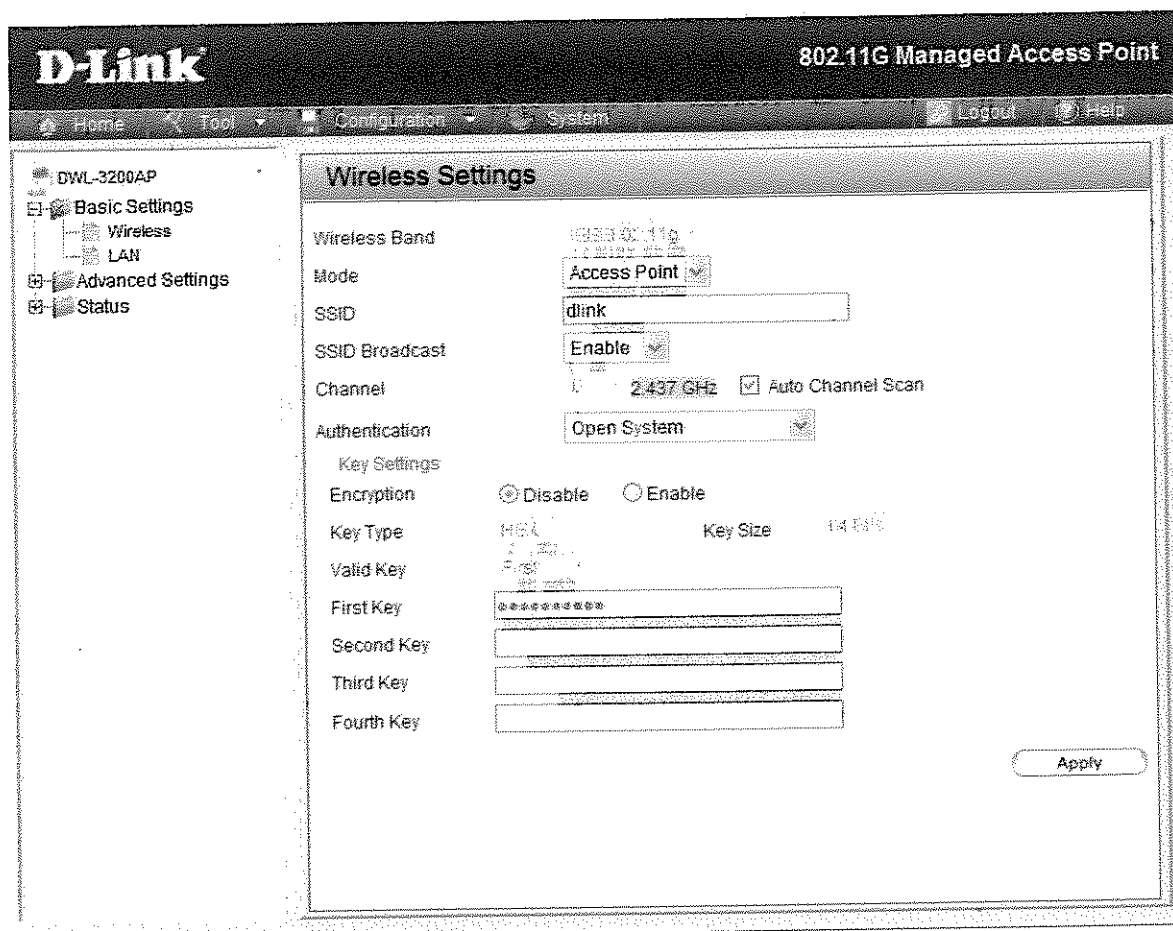 D-Link
802.11G Managed Access Point
Home Tool Configuration System Logout Help
DWL-3200AP
Basic Settings
Wireless
LAN
Advanced Settings
Status
Wireless Settings
Wireless Band
Mode Access Point
SSID dlink
SSID Broadcast Enable
Channel 2.437 GHz Auto Channel Scan
Authentication Open System
Key Settings
Encryption Disable Enable
Key Type HEX Key Size
Valid Key First
First Key
Second Key
Third Key
Fourth Key
Apply